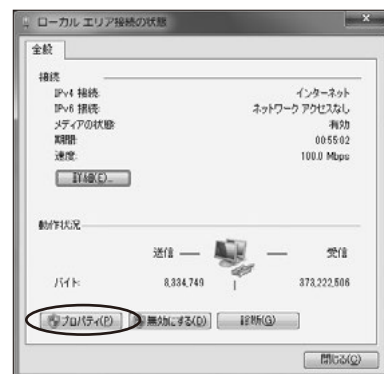 ローカル エリア接続の状態
全般
接続
IPv4 接続: インターネット
IPv6 接続: ネットワーク アクセスなし
メディアの状態: 有効
期間: 00:55:02
速度: 100.0 Mbps
詳細(E)...
動作状況
送信 — — 受信
バイト: 8,334,749 | 373,222,506
プロパティ(P) 無効にする(D) 診断(G)
閉じる(C)